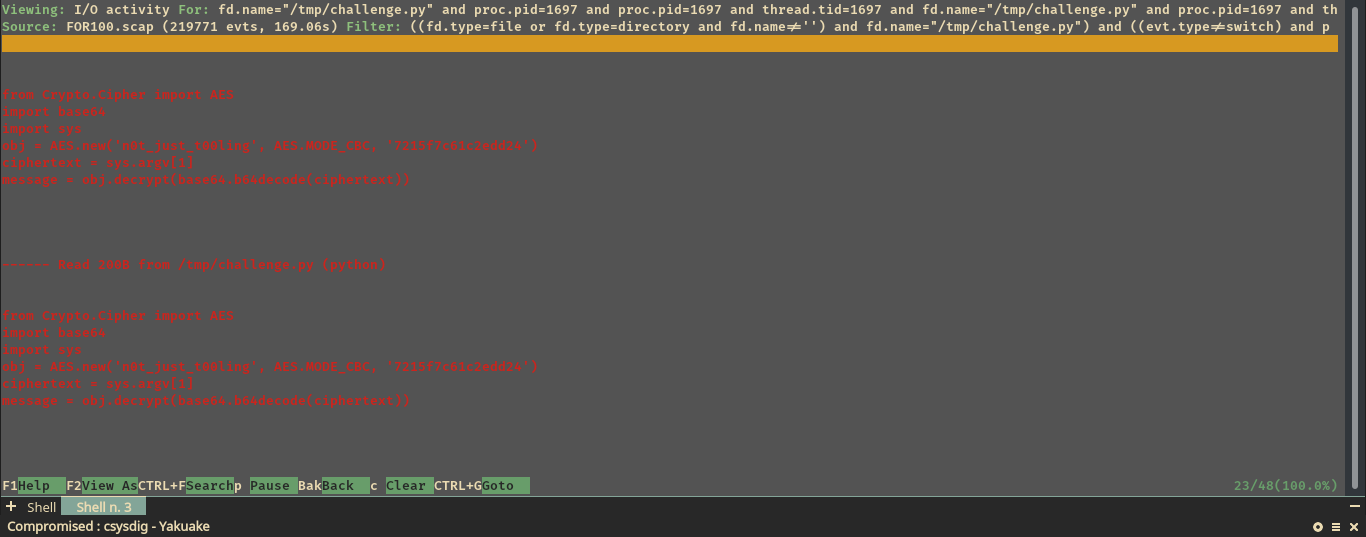 Viewing: I/O activity For: fd.name="/tmp/challenge.py" and proc.pid=1697 and proc.pid=1697 and thread.tid=1697 and fd.name="/tmp/challenge.py" and proc.pid=1697 and th
Source: FOR100.scap (219771 evts, 169.06s) Filter: ((fd.type=file or fd.type=directory and fd.name≠'') and fd.name="/tmp/challenge.py") and ((evt.type≠switch) and p
from Crypto.Cipher import AES
import base64
import sys
obj = AES.new('n0t_just_t00ling', AES.MODE_CBC, '7215f7c61c2edd24')
ciphertext = sys.argv[1]
message = obj.decrypt(base64.b64decode(ciphertext))
------ Read 200B from /tmp/challenge.py (python)
from Crypto.Cipher import AES
import base64
import sys
obj = AES.new('n0t_just_t00ling', AES.MODE_CBC, '7215f7c61c2edd24')
ciphertext = sys.argv[1]
message = obj.decrypt(base64.b64decode(ciphertext))
F1Help F2View AsCTRL+FSearchp Pause BakBack c Clear CTRL+GGoto 23/48(100.0%)
+ Shell Shell n. 3
Compromised : csysdig - Yakuake